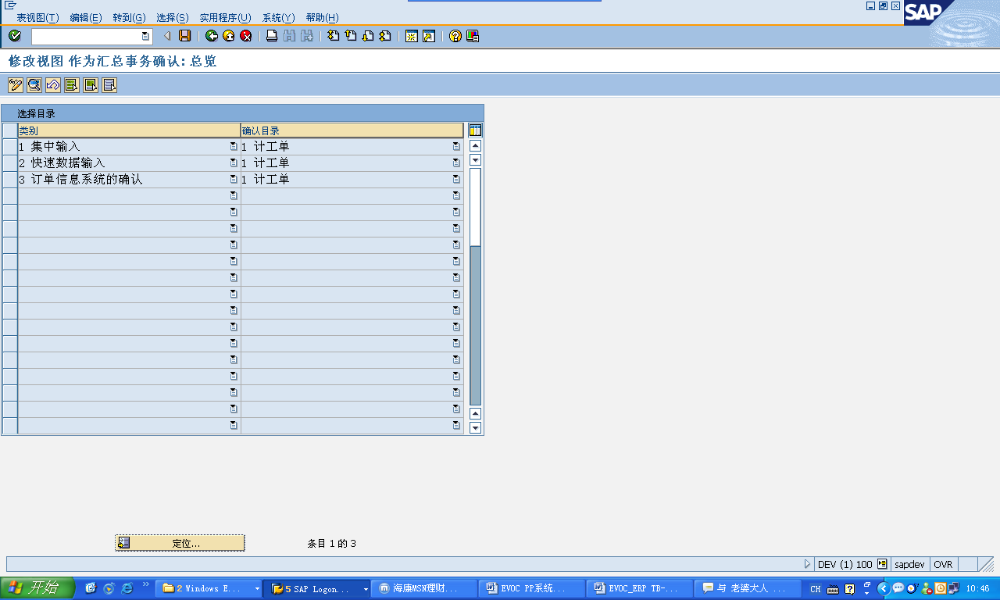 表视图(T) 编辑(E) 转到(G) 选择(S) 实用程序(U) 系统(Y) 帮助(H)
SAP
修改视图 作为汇总事务确认: 总览
选择目录
类别 确认目录
1 集中输入 1 计工单
2 快速数据输入 1 计工单
3 订单信息系统的确认 1 计工单
定位... 条目 1 的 3
DEV (1) 100 sapdev OVR
开始 2 Windows E... 5 SAP Logon... 海康MSN理财... EVOC PP系统... EVOC_ERP TB-... 与 老婆大人 ... CH 10:46